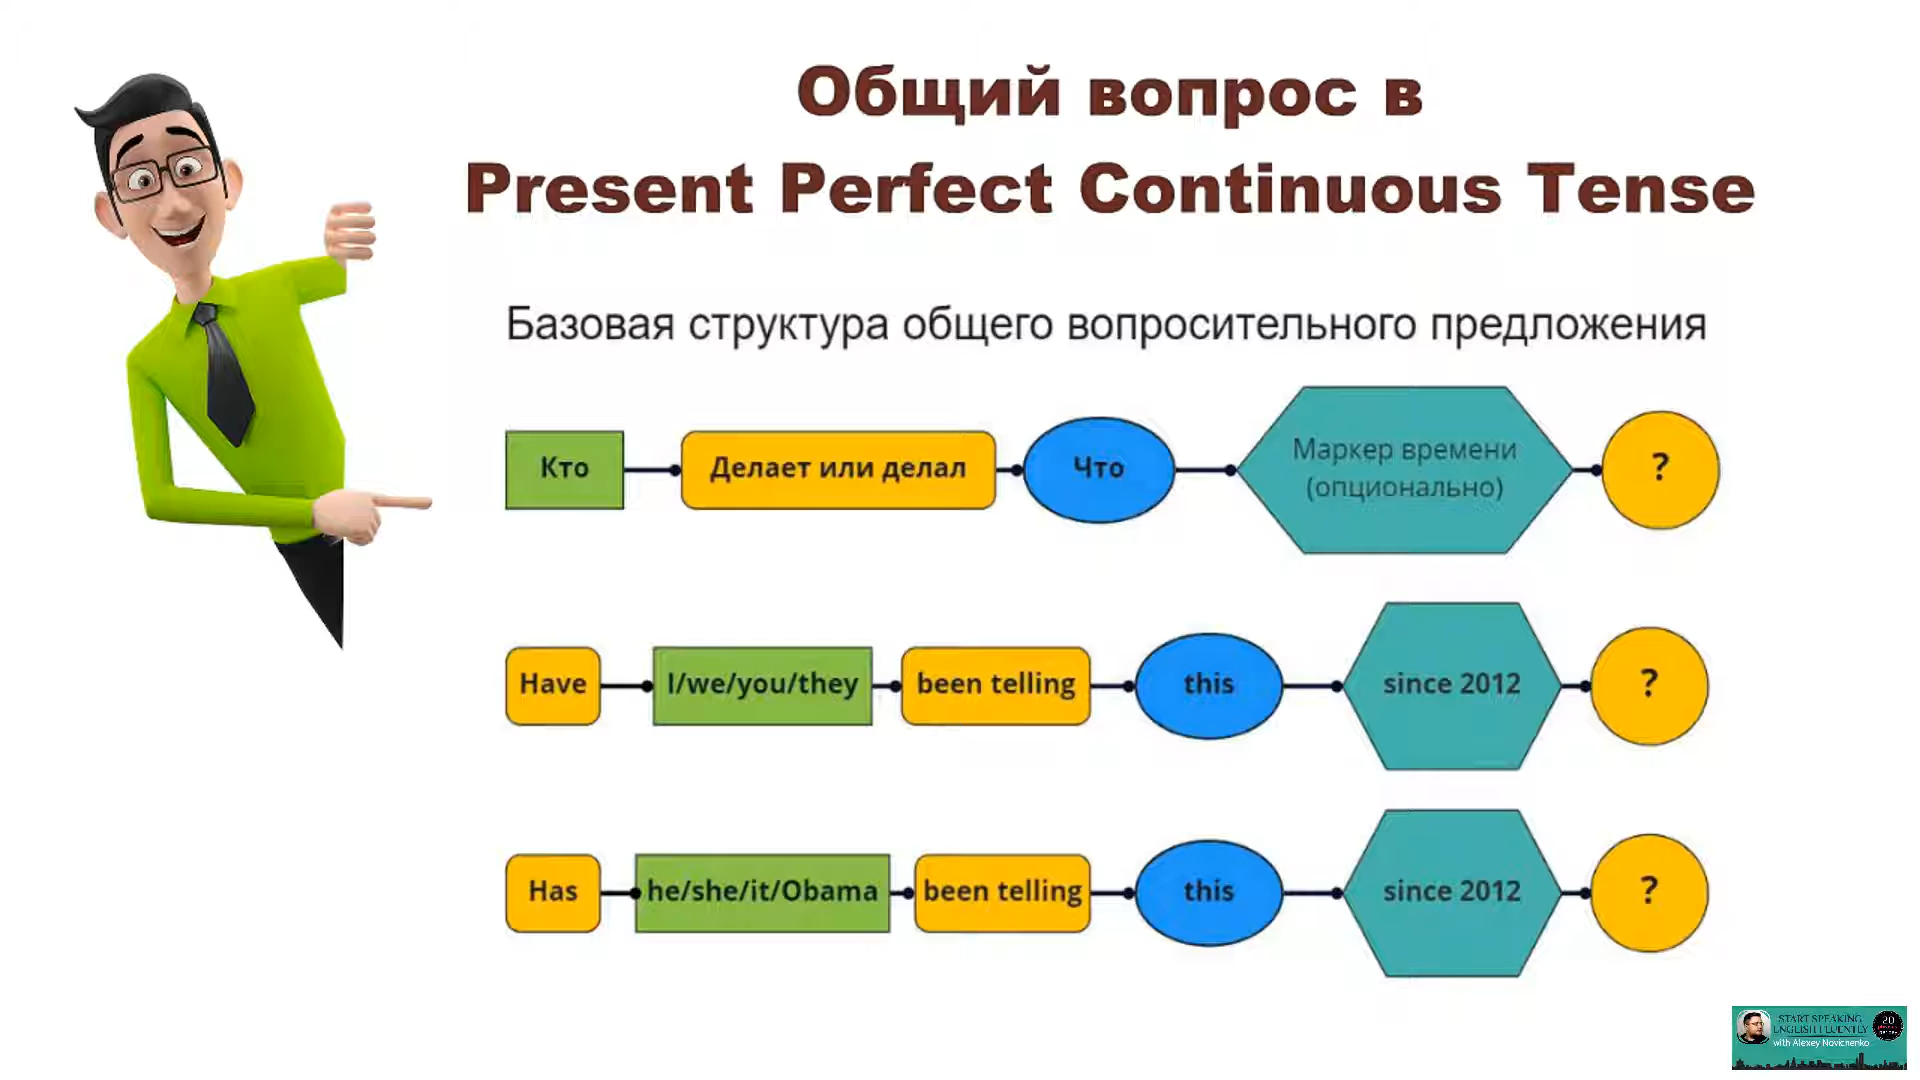 Общий вопрос в
Present Perfect Continuous Tense
Базовая структура общего вопросительного предложения
Кто Делает или делал Что Маркер времени (опционально) ?
Have I/we/you/they been telling this since 2012 ?
Has he/she/it/Obama been telling this since 2012 ?
START SPEAKING
ENGLISH FLUENTLY
with Alexey Novichenko
20